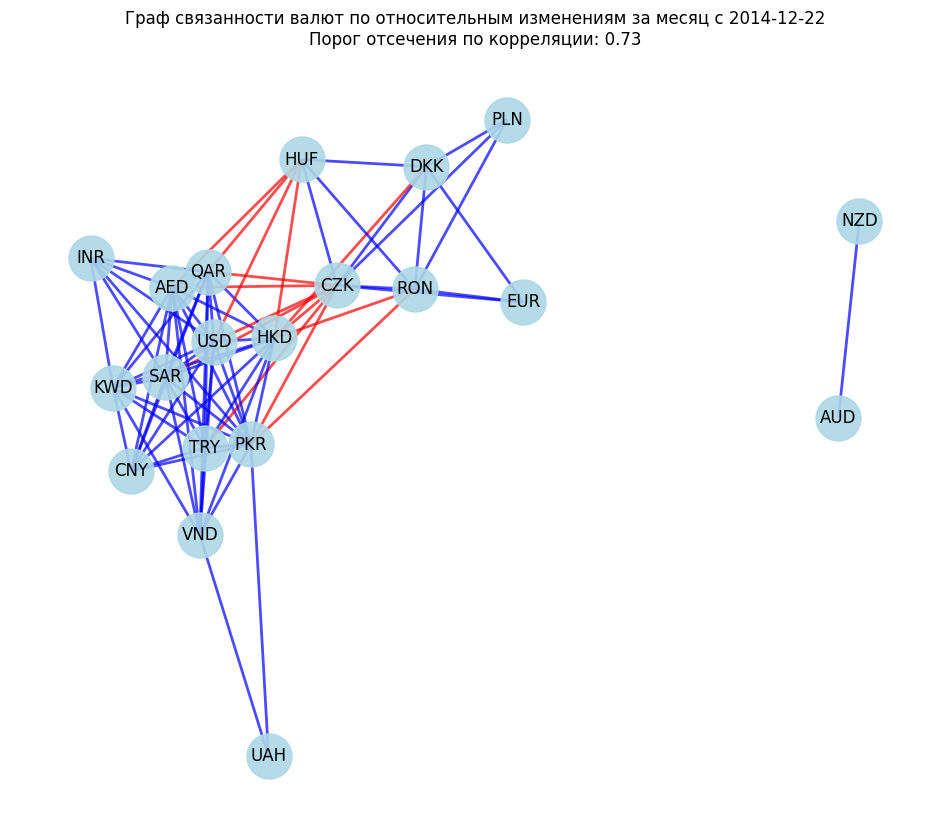 Граф связанности валют по относительным изменениям за месяц с 2014-12-22
Порог отсечения по корреляции: 0.73
PLN
HUF
DKK
NZD
INR
QAR
AED
CZK
RON
EUR
USD
HKD
SAR
KWD
AUD
TRY
PKR
CNY
VND
UAH